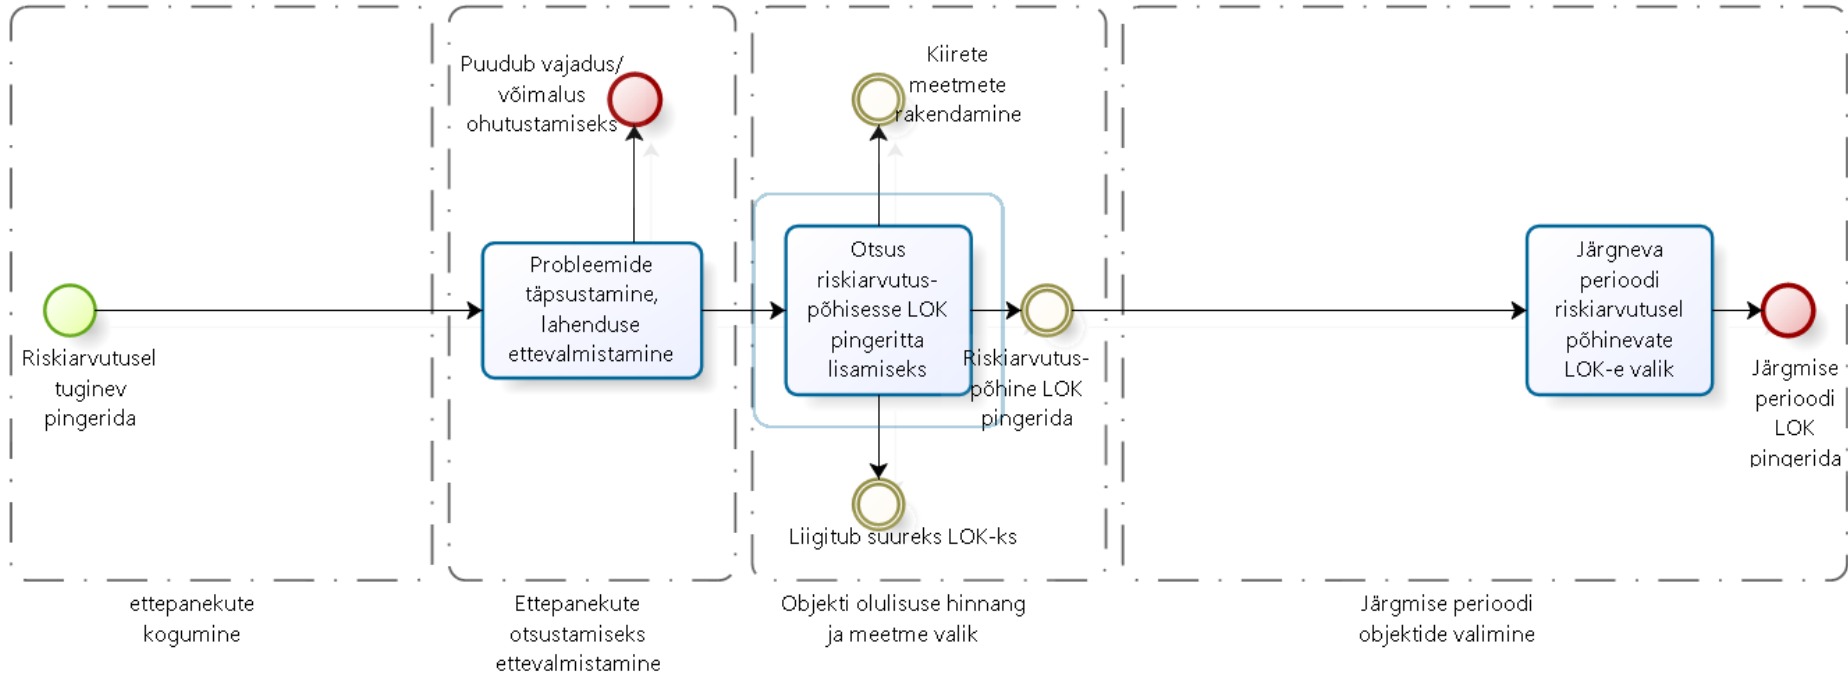 Riskiarvutusel
tuginev
pingerida
ettepanekute
kogumine
Puudub vajadus/
võimalus
ohutustamiseks
Probleemide
täpsustamine,
lahenduse
ettevalmistamine
Ettepanekute
otsustamiseks
ettevalmistamine
Kiirete
meetmete
rakendamine
Otsus
riskiarvutus-
põhisesse LOK
pingeritta
lisamiseks
Riskiarvutus-
põhine LOK
pingerida
Liigitub suureks LOK-ks
Objekti olulisuse hinnang
ja meetme valik
Järgneva
perioodi
riskiarvutusel
põhinevate
LOK-e valik
Järgmise
perioodi
LOK
pingerida
Järgmise perioodi
objektide valimine